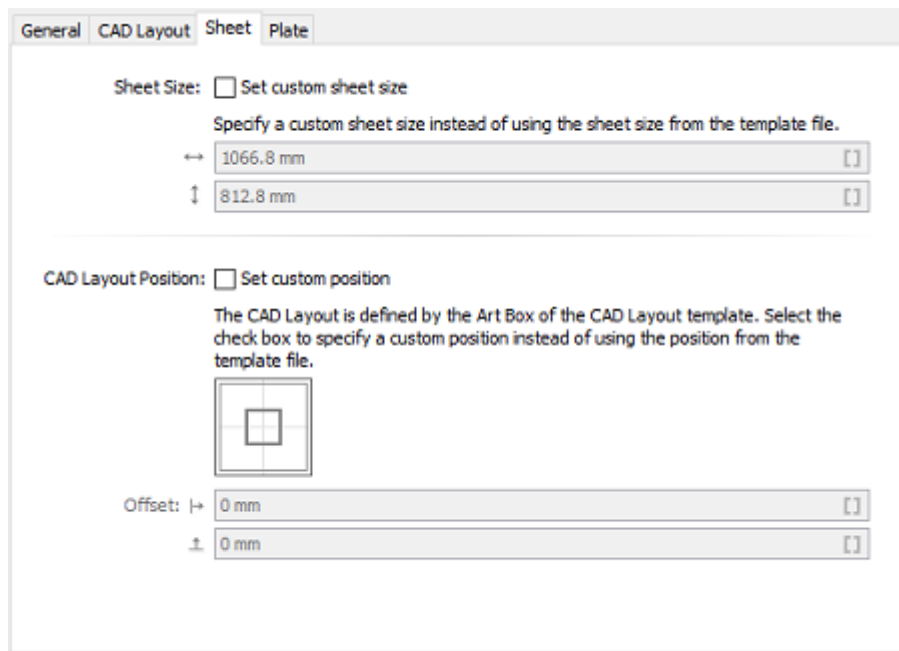 General CAD Layout Sheet Plate
Sheet Size: Set custom sheet size
Specify a custom sheet size instead of using the sheet size from the template file.
1066.8 mm []
812.8 mm []
CAD Layout Position: Set custom position
The CAD Layout is defined by the Art Box of the CAD Layout template. Select the
check box to specify a custom position instead of using the position from the
template file.
Offset: 0 mm []
0 mm []